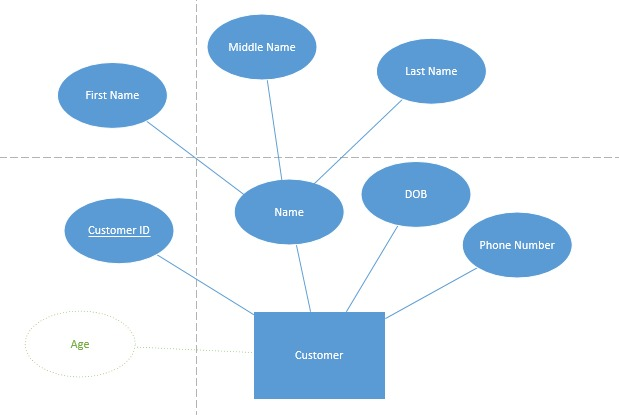 Middle Name
Last Name
First Name
DOB
Name
Customer ID
Phone Number
Age
Customer